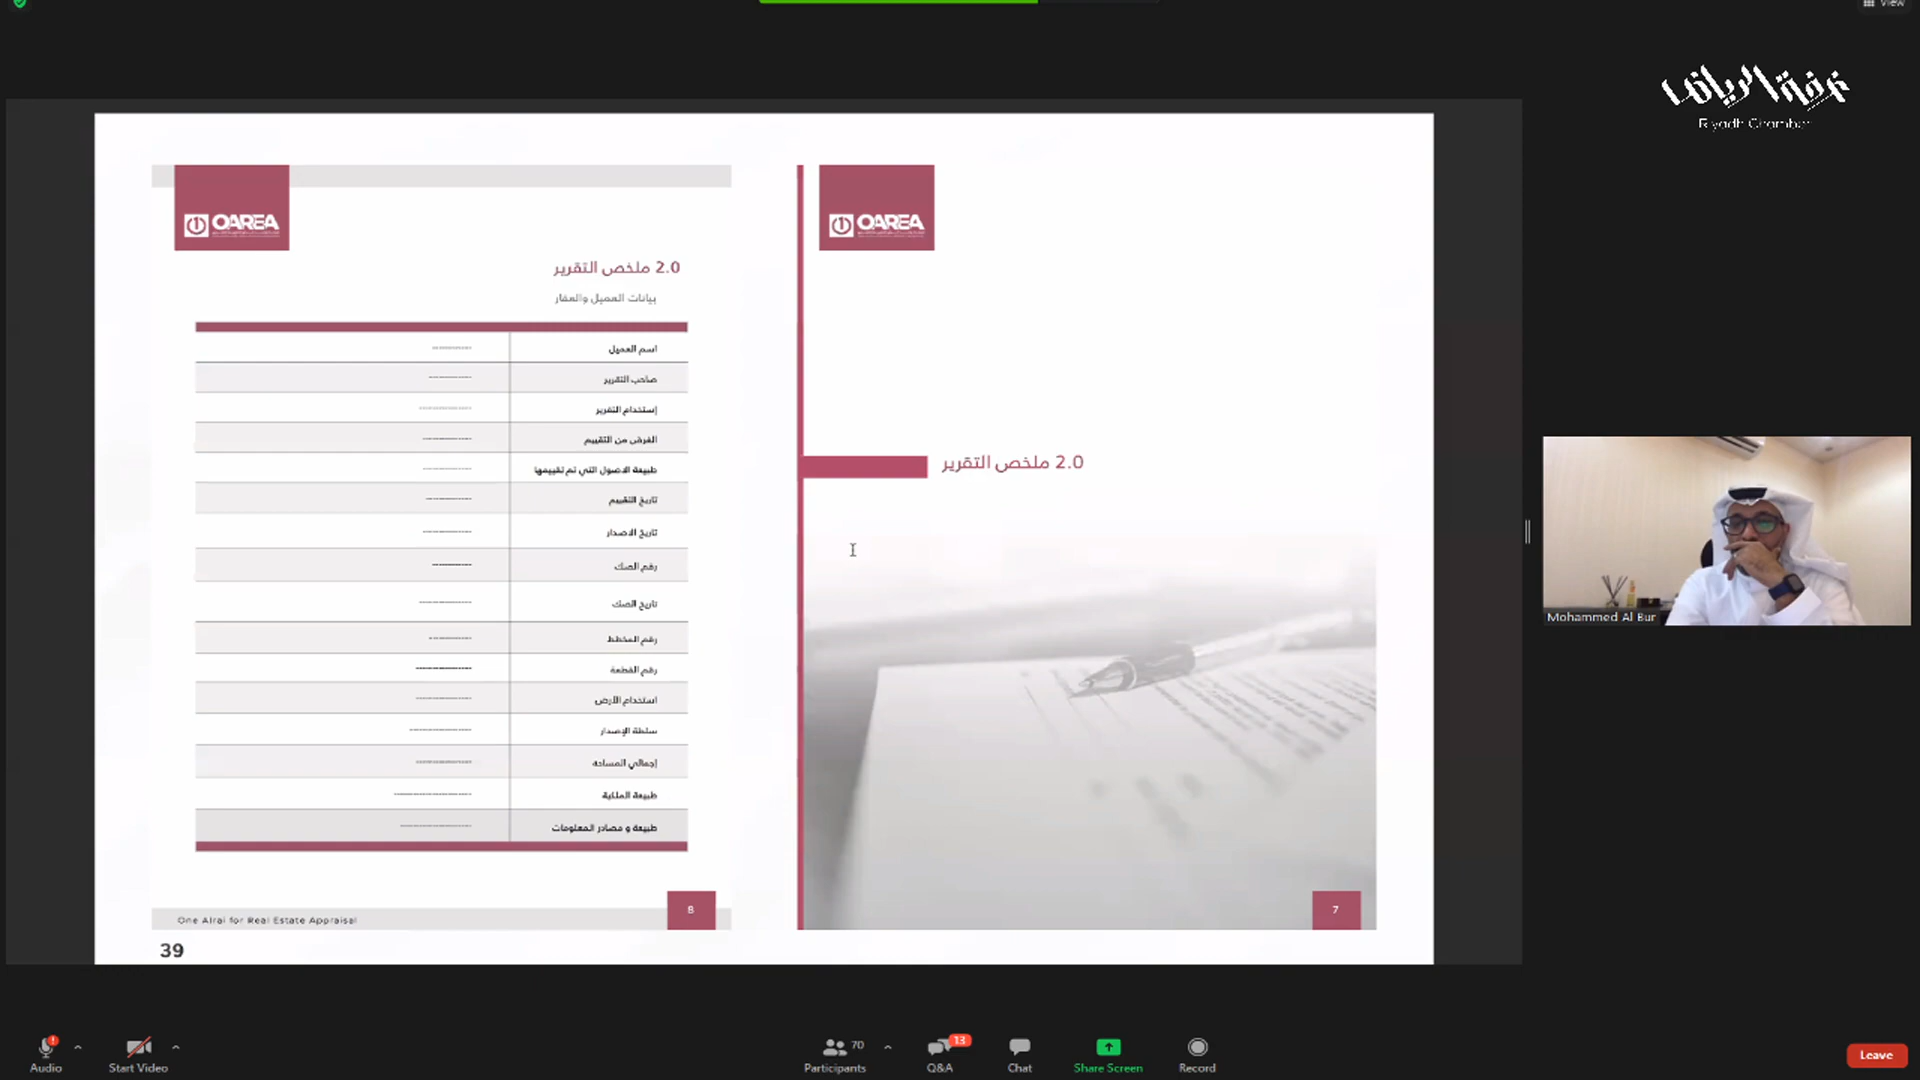 View
غرفة الرياض
Riyadh Chamber
OAREA
2.0 ملخص التقرير
7
OAREA
2.0 ملخص التقرير
بيانات العميل والعقار
اسم العميل
صاحب التقرير
إستخدام التقرير
الغرض من التقييم
طبيعة الاصول التي تم تقييمها
تاريخ التقييم
تاريخ الاصدار
رقم الصك
تاريخ الصك
رقم المخطط
رقم القطعة
استخدام الأرض
سلطة الإصدار
إجمالي المساحة
طبيعة الملكية
طبيعة و مصادر المعلومات
One Alrai for Real Estate Appraisal
8
39
Mohammed Al Bur
Audio
Start Video
70
Participants
13
Q&A
Chat
Share Screen
Record
Leave